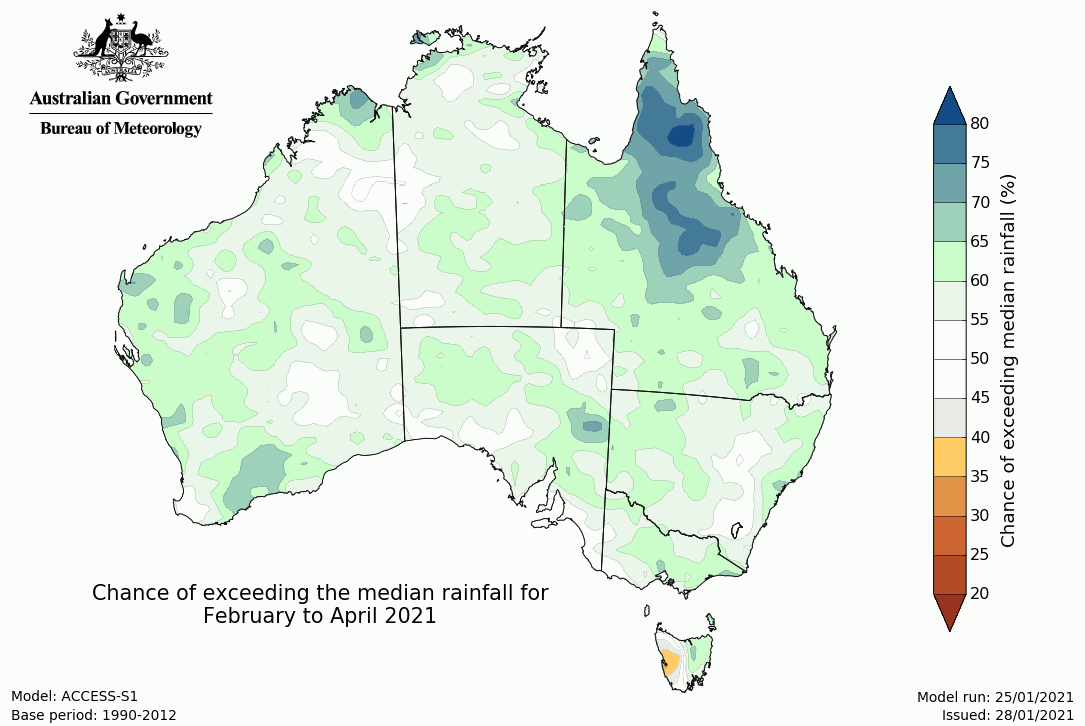 AUSTRALIA
Australian Government
Bureau of Meteorology
80
75
70
65
60
55
50
45
40
35
30
25
20
Chance of exceeding median rainfall (%)
Chance of exceeding the median rainfall for
February to April 2021
Model: ACCESS-S1
Base period: 1990-2012
Model run: 25/01/2021
Issued: 28/01/2021